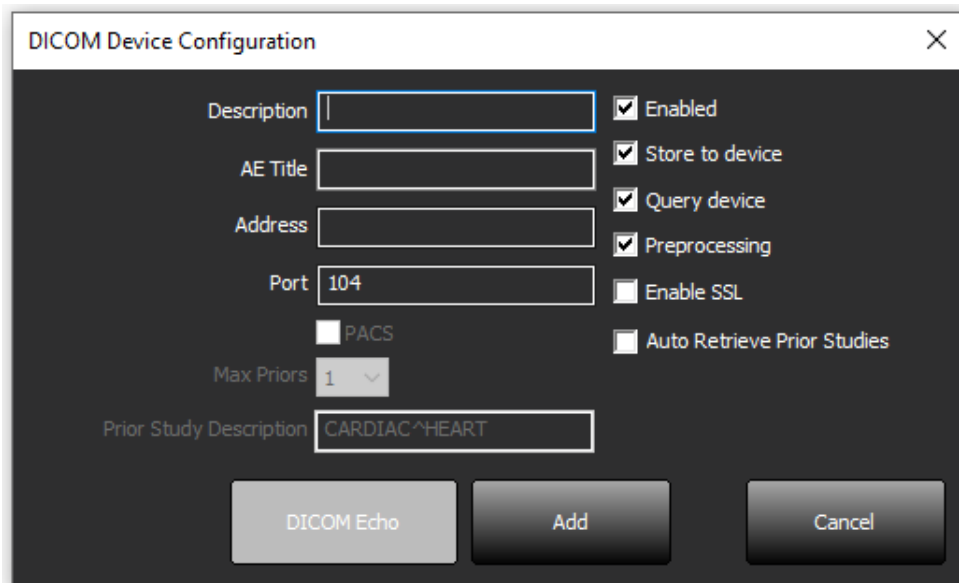 DICOM Device Configuration
Description
Enabled
AE Title
Store to device
Address
Query device
Preprocessing
Port 104
Enable SSL
PACS
Auto Retrieve Prior Studies
Max Priors 1
Prior Study Description CARDIAC^HEART
DICOM Echo
Add
Cancel